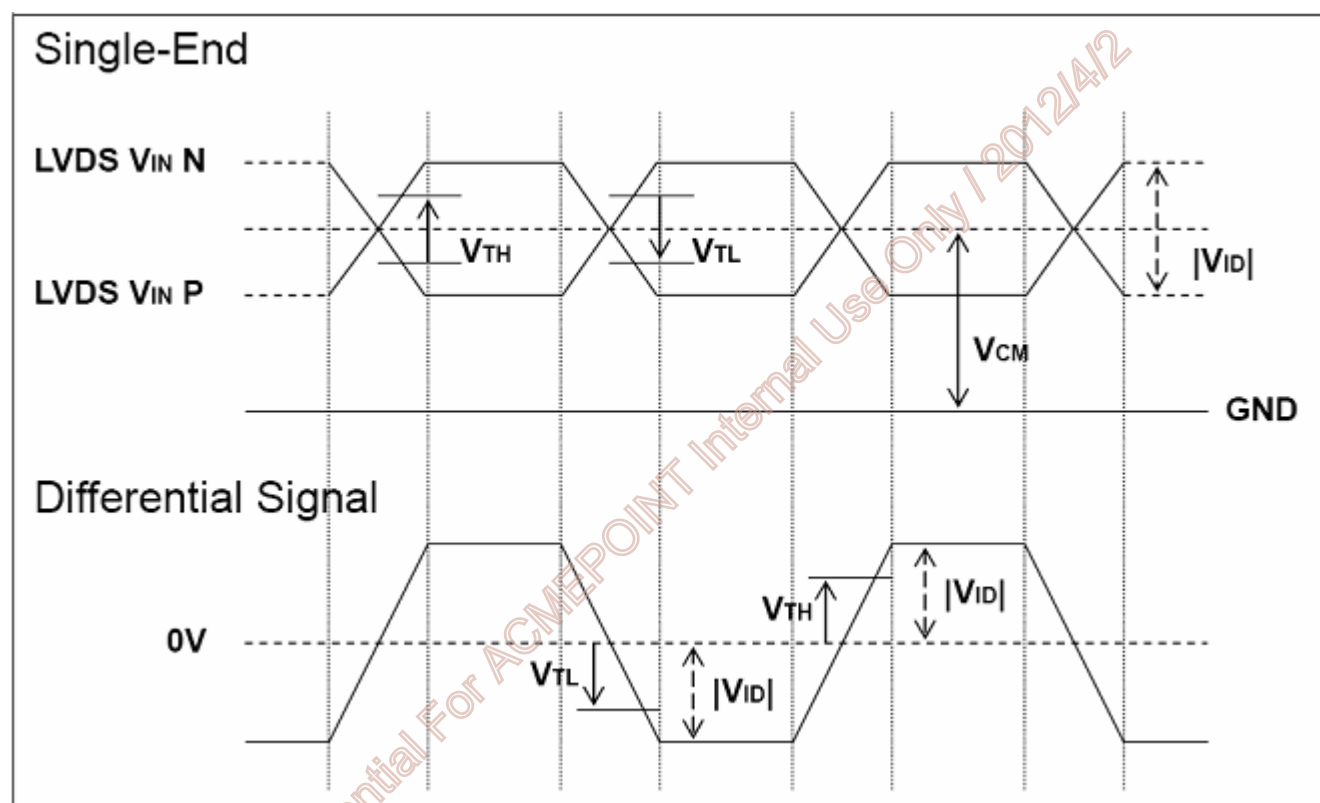 Single-End
LVDS VIN N
VTH
VTL
|VID|
LVDS VIN P
VCM
GND
Differential Signal
VTH
|VID|
0V
VTL
|VID|
ential For ACMEPOINT Internal Use Only / 2012/4/2